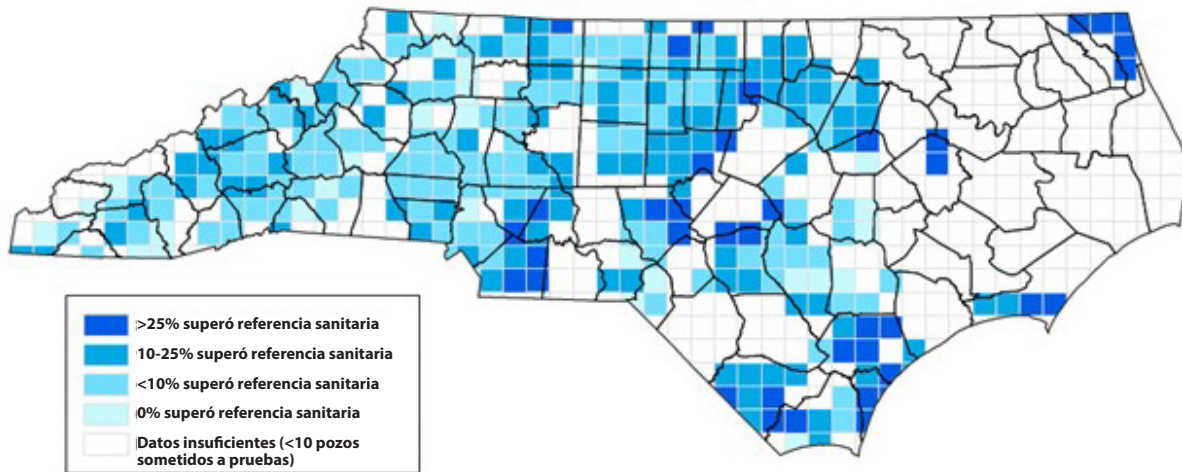 >25% superó referencia sanitaria
10-25% superó referencia sanitaria
<10% superó referencia sanitaria
0% superó referencia sanitaria
Datos insuficientes (<10 pozos
sometidos a pruebas)